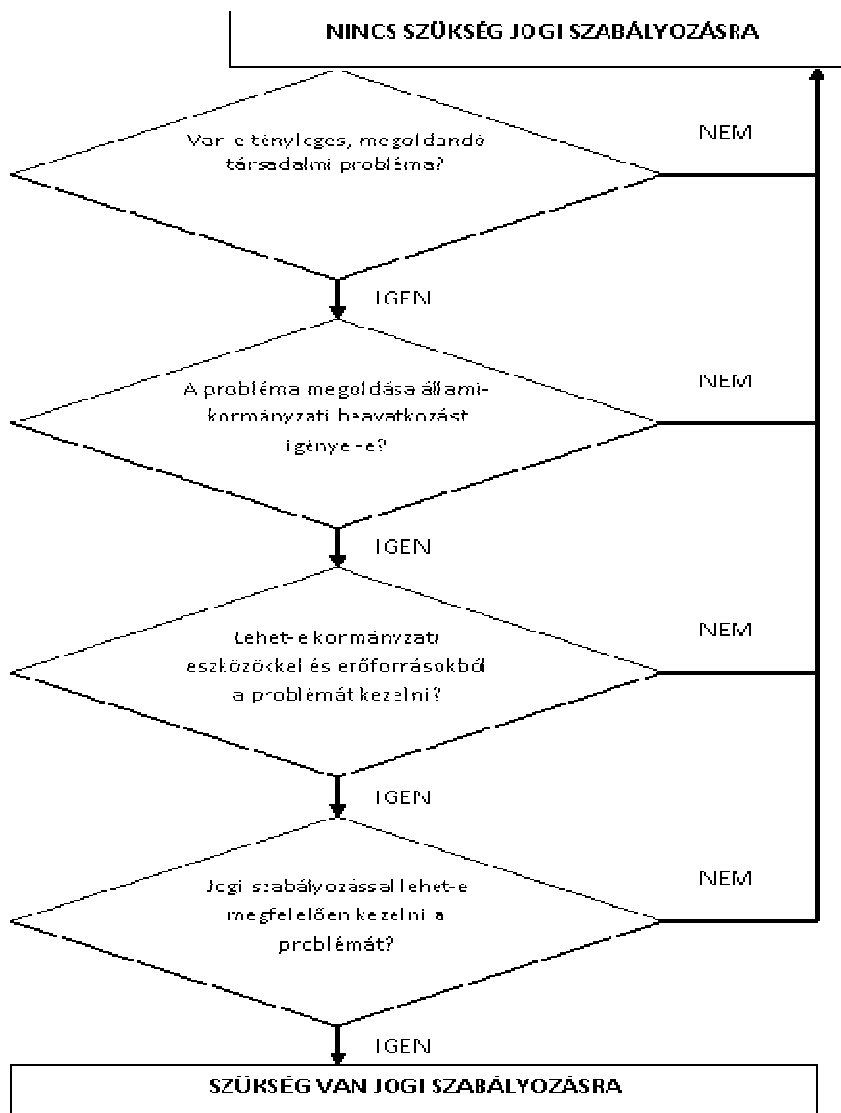 NINCS SZÜKSÉG JOGI SZABÁLYOZÁSRA
Van-e tényleges, megoldandó
társadalmi probléma?
NEM
IGEN
A probléma megoldása állami-
kormányzati beavatkozást
igényel-e?
NEM
IGEN
Lehet-e kormányzati
eszközökkel és erőforrásokból
a problémát kezelni?
NEM
IGEN
Jogi szabályozással lehet-e
megfelelően kezelni a
problémát?
NEM
IGEN
SZÜKSÉG VAN JOGI SZABÁLYOZÁSRA